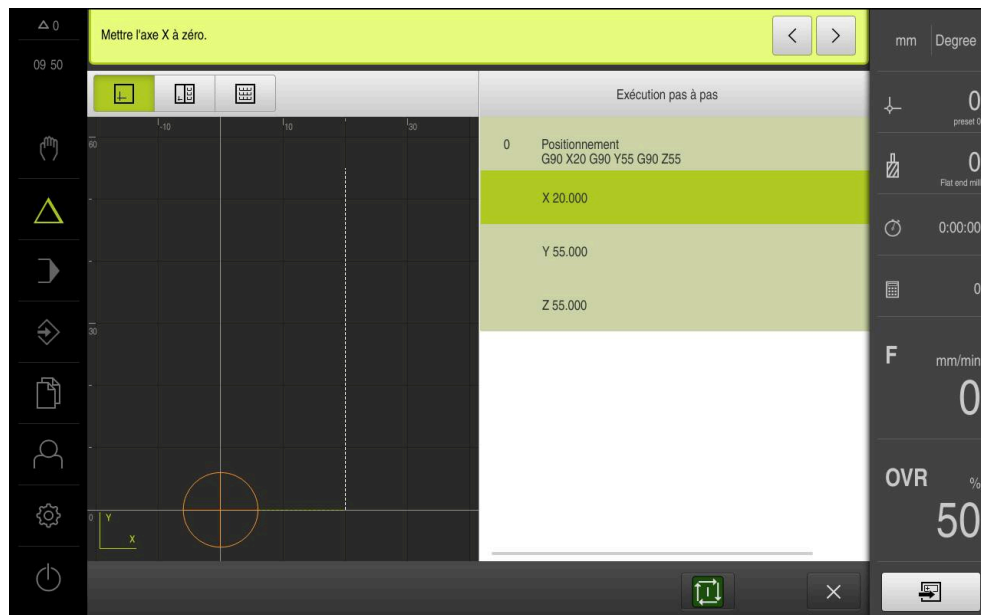 0
Mettre l'axe X à zéro.
mm Degree
09 50
Exécution pas à pas
-10 10 30
0
preset 0
60
0 Positionnement
G90 X20 G90 Y55 G90 Z55
0
Flat end mill
X 20.000
0:00:00
Y 55.000
0
Z 55.000
30
F mm/min
0
OVR %
50
0 Y
X